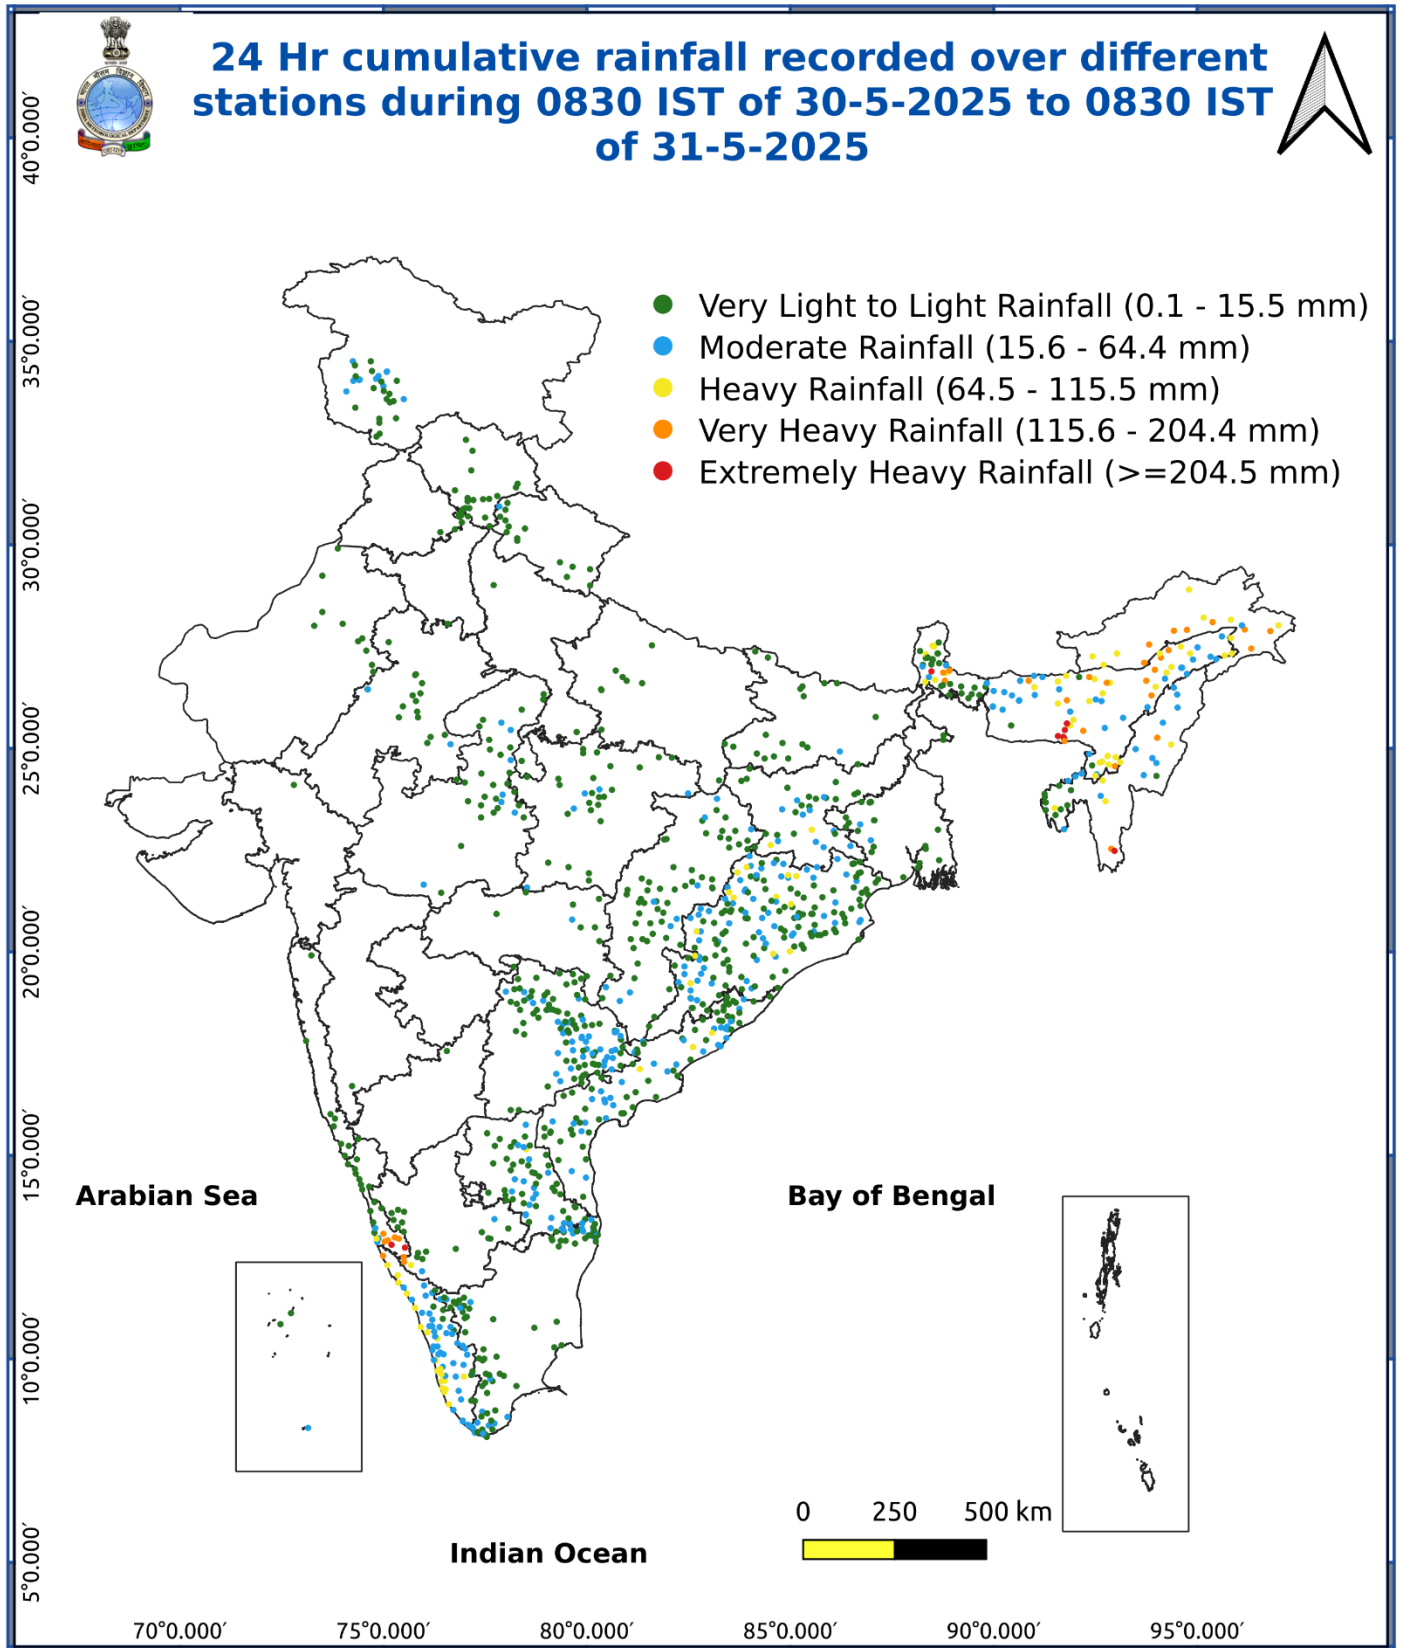 24 Hr cumulative rainfall recorded over different
stations during 0830 IST of 30-5-2025 to 0830 IST
of 31-5-2025
40°0.000′
35°0.000′
30°0.000′
25°0.000′
20°0.000′
15°0.000′
10°0.000′
5°0.000′
Very Light to Light Rainfall (0.1 - 15.5 mm)
Moderate Rainfall (15.6 - 64.4 mm)
Heavy Rainfall (64.5 - 115.5 mm)
Very Heavy Rainfall (115.6 - 204.4 mm)
Extremely Heavy Rainfall (>=204.5 mm)
Arabian Sea
Bay of Bengal
Indian Ocean
0 250 500 km
70°0.000′ 75°0.000′ 80°0.000′ 85°0.000′ 90°0.000′ 95°0.000′